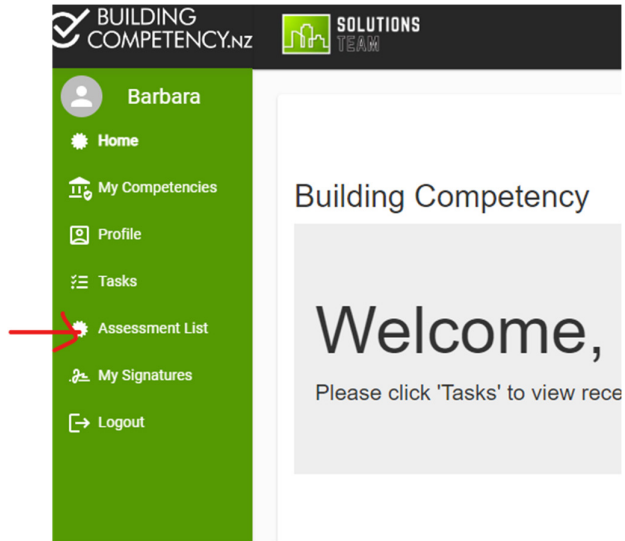 BUILDING
COMPETENCY.NZ
SOLUTIONS
TEAM
Barbara
Home
My Competencies
Profile
Tasks
Assessment List
My Signatures
Logout
Building Competency
Welcome,
Please click 'Tasks' to view rece